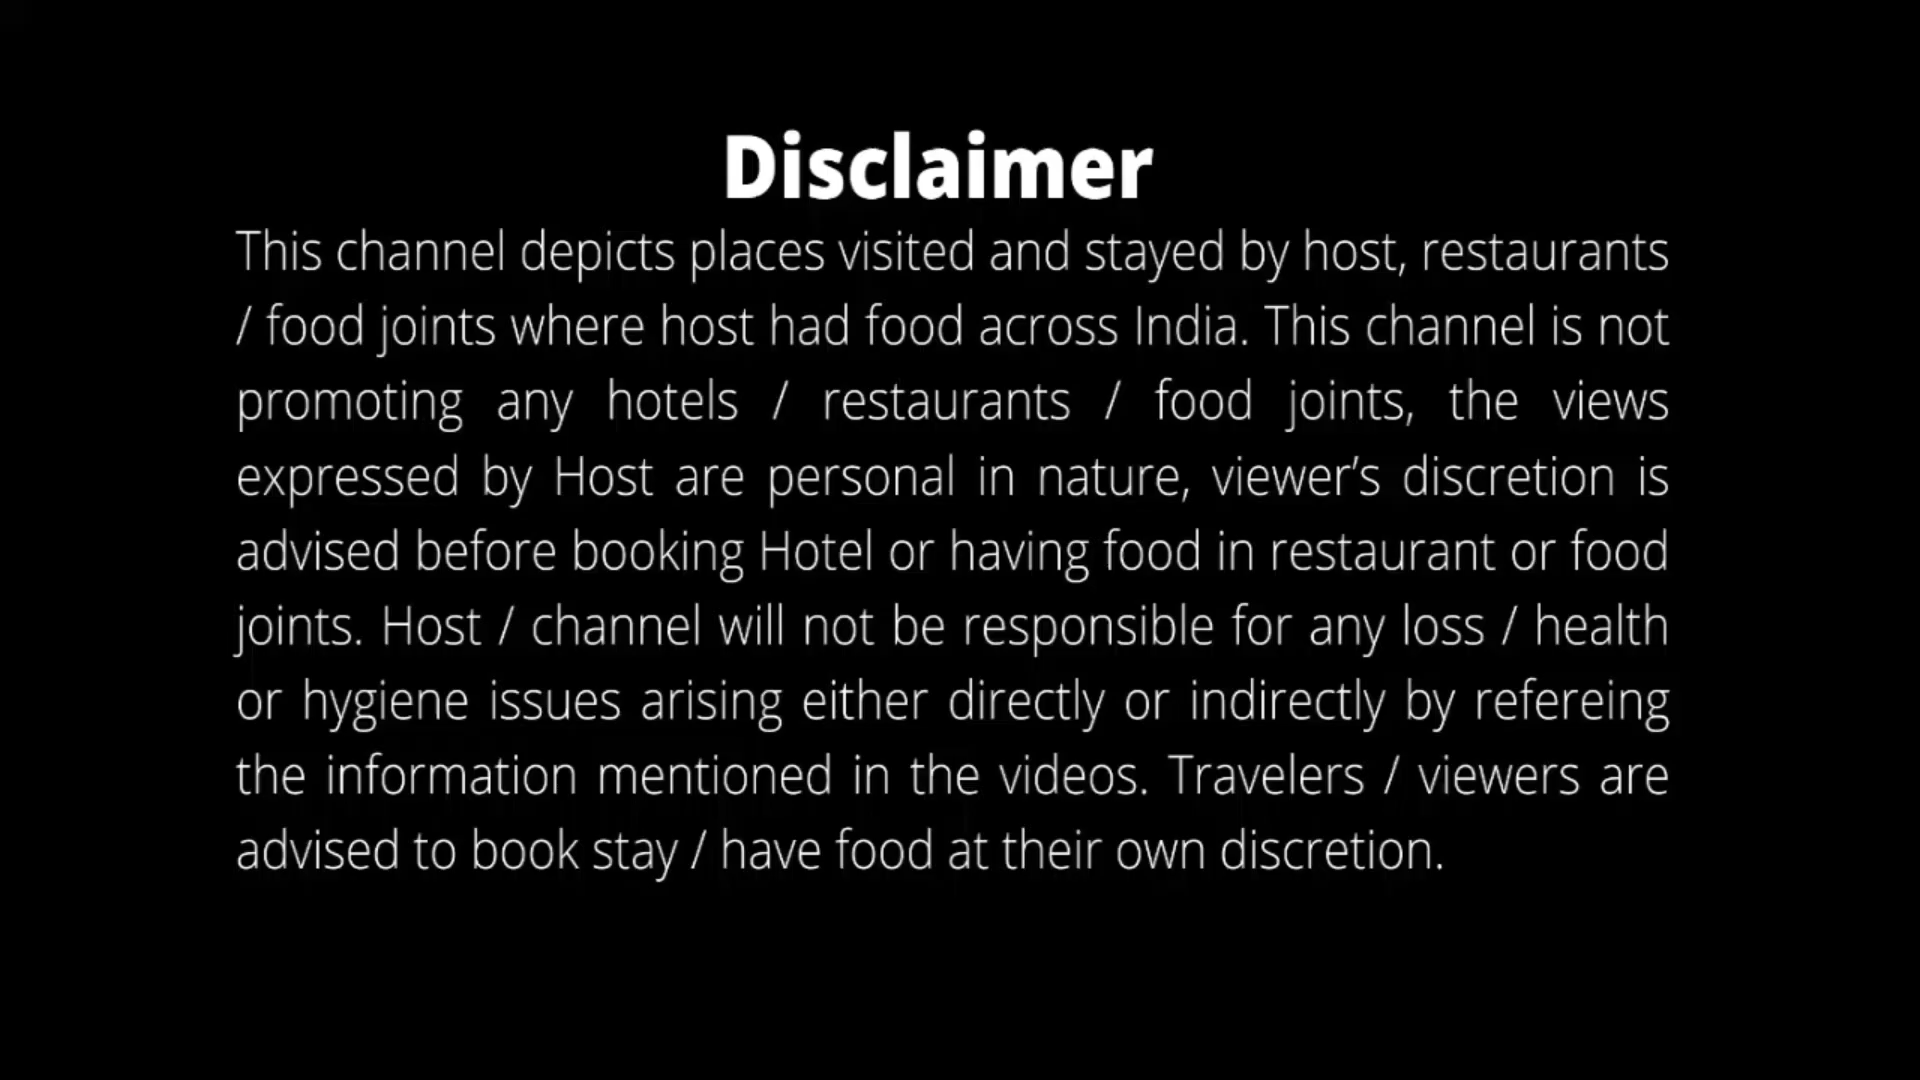 Disclaimer
This channel depicts places visited and stayed by host, restaurants
/ food joints where host had food across India. This channel is not
promoting any hotels / restaurants / food joints, the views
expressed by Host are personal in nature, viewer’s discretion is
advised before booking Hotel or having food in restaurant or food
joints. Host / channel will not be responsible for any loss / health
or hygiene issues arising either directly or indirectly by refereing
the information mentioned in the videos. Travelers / viewers are
advised to book stay / have food at their own discretion.